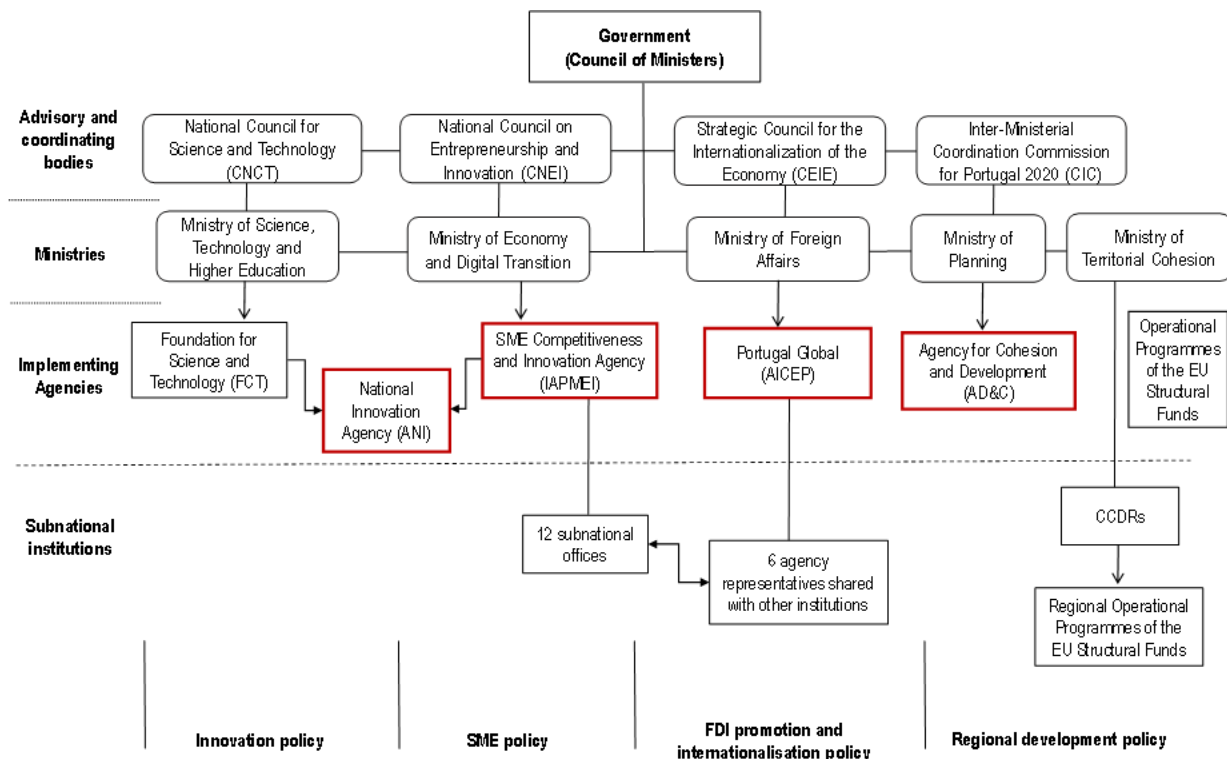 Government
(Council of Ministers)
Advisory and
coordinating
bodies
National Council for
Science and Technology
(CNCT)
National Council on
Entrepreneurship and
Innovation (CNEI)
Strategic Council for the
Internationalization of the
Economy (CEIE)
Inter-Ministerial
Coordination Commission
for Portugal 2020 (CIC)
Ministries
Mnistry of Science,
Technology and
Higher Education
Ministry of Economy
and Digital Transition
Ministry of Foreign
Affairs
Mnistry of
Planning
Ministry of
Territorial Cohesion
Implementing
Agencies
Foundation for
Science and
Technology (FCT)
National
Innovation
Agency (ANI)
SME Competitiveness
and Innovation Agency
(IAPMEI)
Portugal Global
(AICEP)
Agency for Cohesion
and Development
(AD&C)
Operational
Programmes
of the EU
Structural
Funds
Subnational
institutions
12 subnational
offices
6 agency
representatives shared
with other institutions
CCDRs
Regional Operational
Programmes of the
EU Structural Funds
Innovation policy
SME policy
FDI promotion and
internationalisation policy
Regional development policy